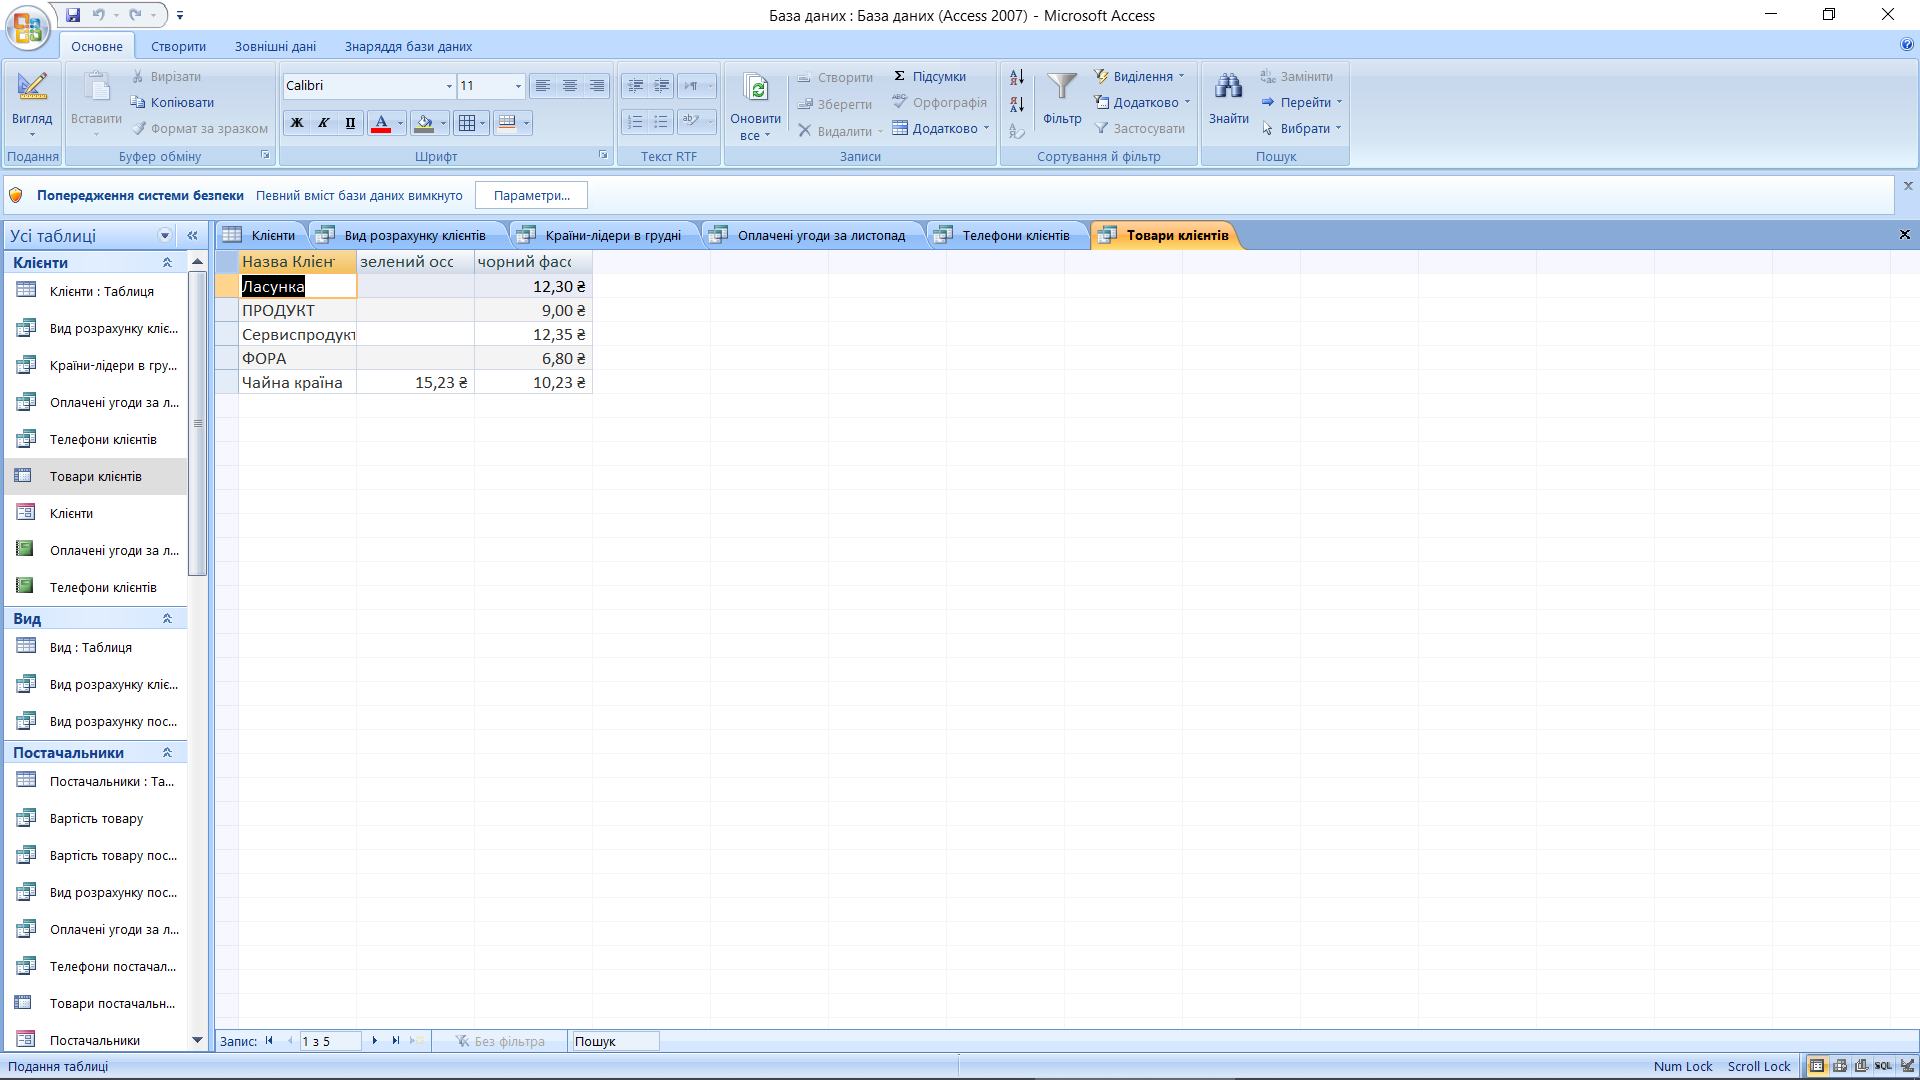 База даних : База даних (Access 2007) - Microsoft Access
Основне Створити Зовнішні дані Знаряддя бази даних
Вигляд
Подання
Вставити
Вирізати
Копіювати
Формат за зразком
Буфер обміну
Calibri 11
Ж К П А
Шрифт
Текст RTF
Оновити
все
Створити
Зберегти
Видалити
Σ Підсумки
Орфографія
Додатково
Записи
Фільтр
Виділення
Додатково
Застосувати
Сортування й фільтр
Знайти
Замінити
Перейти
Вибрати
Пошук
Попередження системи безпеки Певний вміст бази даних вимкнуто Параметри...
Усі таблиці
Клієнти
Клієнти : Таблиця
Вид розрахунку кліє...
Країни-лідери в гру...
Оплачені угоди за л...
Телефони клієнтів
Товари клієнтів
Клієнти
Оплачені угоди за л...
Телефони клієнтів
Вид
Вид : Таблиця
Вид розрахунку кліє...
Вид розрахунку пос...
Постачальники
Постачальники : Та...
Вартість товару
Вартість товару пос...
Вид розрахунку пос...
Оплачені угоди за л...
Телефони постачал...
Товари постачальн...
Постачальники
Клієнти Вид розрахунку клієнтів Країни-лідери в грудні Оплачені угоди за листопад Телефони клієнтів Товари клієнтів
Назва Клієн зелений осс чорний фасс
Ласунка 12,30 ₴
ПРОДУКТ 9,00 ₴
Сервиспродукт 12,35 ₴
ФОРА 6,80 ₴
Чайна країна 15,23 ₴ 10,23 ₴
Запис: 1 з 5 Без фільтра Пошук
Подання таблиці Num Lock Scroll Lock SQL